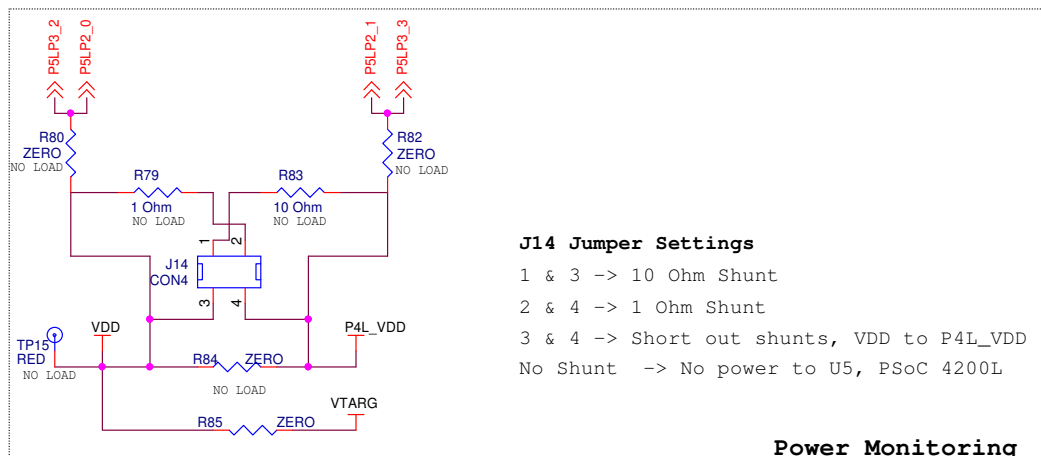 P5LP3_2
P5LP2_0
P5LP2_1
P5LP3_3
R80
ZERO
NO LOAD
R82
ZERO
NO LOAD
R79
1 Ohm
NO LOAD
R83
10 Ohm
NO LOAD
1
2
J14
CON4
3
4
TP15
RED
NO LOAD
VDD
P4L_VDD
R84
ZERO
NO LOAD
VTARG
R85
ZERO
J14 Jumper Settings
1 & 3 -> 10 Ohm Shunt
2 & 4 -> 1 Ohm Shunt
3 & 4 -> Short out shunts, VDD to P4L_VDD
No Shunt -> No power to U5, PSoC 4200L
Power Monitoring